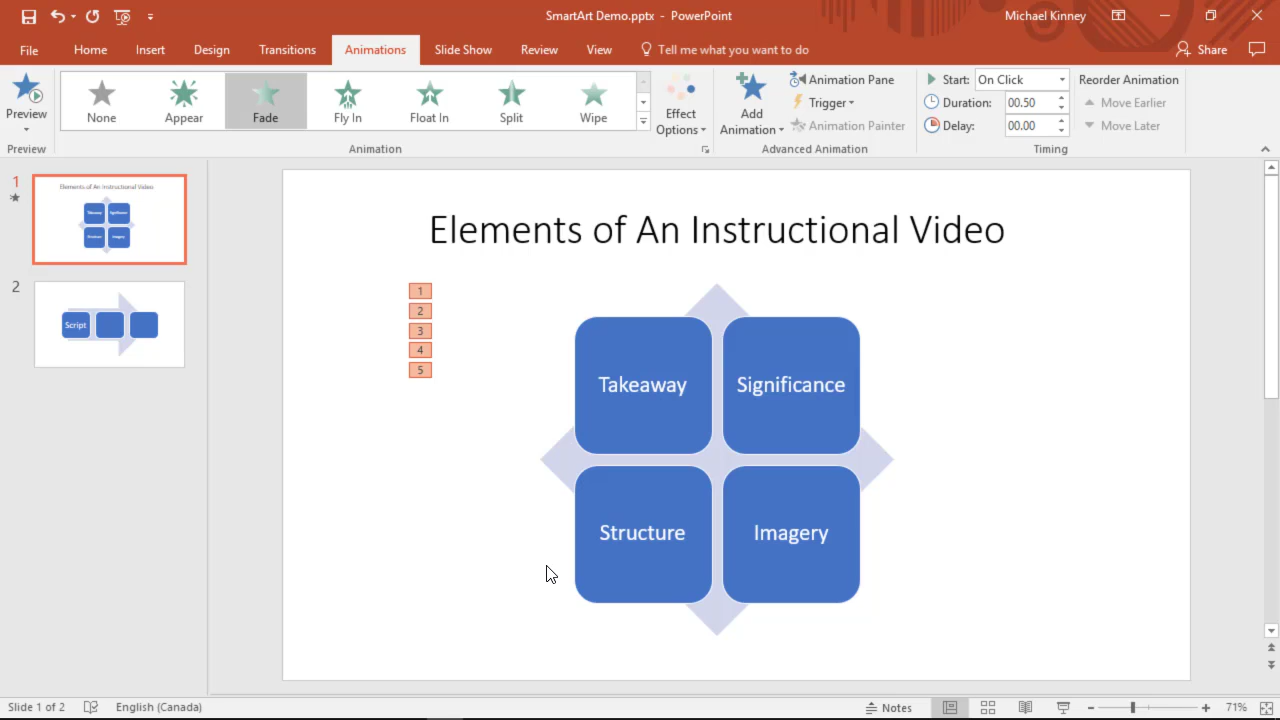 SmartArt Demo.pptx - PowerPoint
Michael Kinney
File Home Insert Design Transitions Animations Slide Show Review View Tell me what you want to do Share
Preview
None Appear Fade Fly In Float In Split Wipe
Effect Options
Add Animation
Animation Pane
Trigger
Animation Painter
Start: On Click
Duration: 00.50
Delay: 00.00
Reorder Animation
Move Earlier
Move Later
Preview Animation Advanced Animation Timing
1
Elements of An Instructional Video
Takeaway Significance
Structure Imagery
2
Script
Elements of An Instructional Video
1
2
3
4
5
Takeaway Significance
Structure Imagery
Slide 1 of 2 English (Canada) Notes 71%